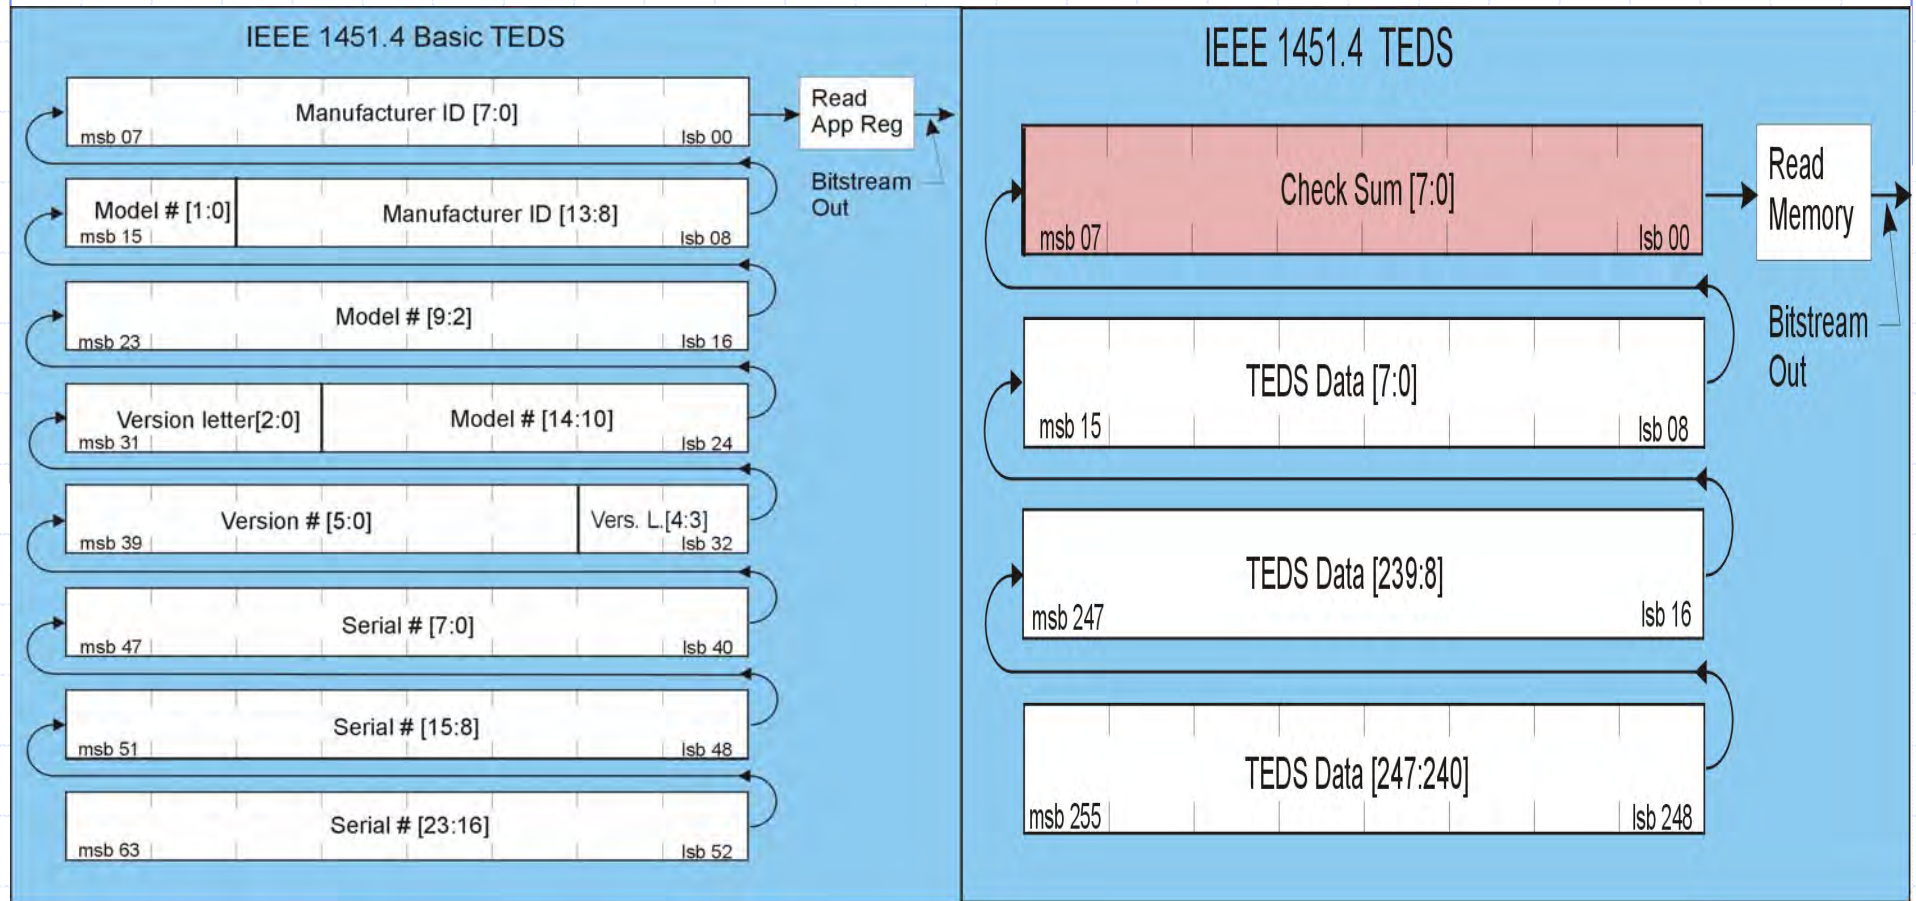 IEEE 1451.4 Basic TEDS
Manufacturer ID [7:0]
msb 07
lsb 00
Read
App Reg
Bitstream
Out
Model # [1:0]
Manufacturer ID [13:8]
msb 15
lsb 08
Model # [9:2]
msb 23
lsb 16
Version letter[2:0]
Model # [14:10]
msb 31
lsb 24
Version # [5:0]
Vers. L.[4:3]
msb 39
lsb 32
Serial # [7:0]
msb 47
lsb 40
Serial # [15:8]
msb 51
lsb 48
Serial # [23:16]
msb 63
lsb 52
IEEE 1451.4 TEDS
Check Sum [7:0]
msb 07
lsb 00
Read
Memory
Bitstream
Out
TEDS Data [7:0]
msb 15
lsb 08
TEDS Data [239:8]
msb 247
lsb 16
TEDS Data [247:240]
msb 255
lsb 248